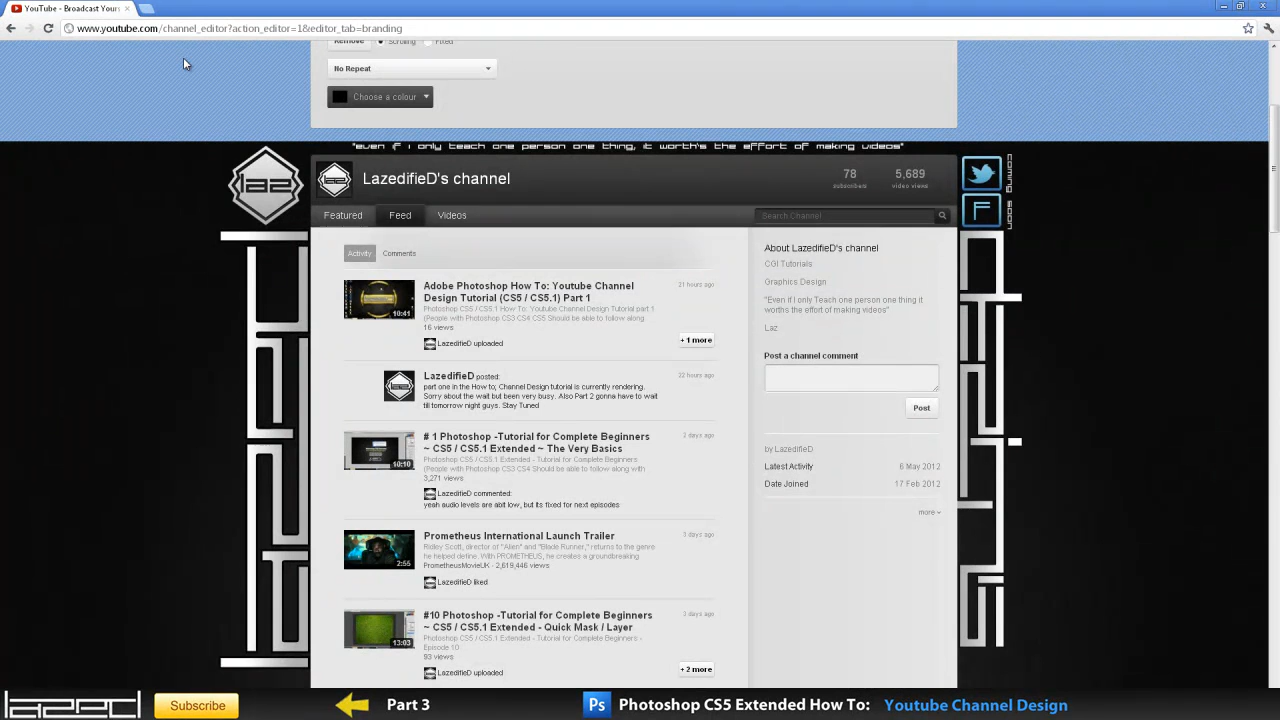 YouTube - Broadcast Yours
www.youtube.com/channel_editor?action_editor=1&editor_tab=branding
Remove Scrolling Fixed
No Repeat
Choose a colour
"even if i only teach one person one thing, it worth's the effort of making videos"
LazedifieD's channel
78 subscribers
5,689 video views
coming soon
Featured Feed Videos
Search Channel
Activity Comments
Adobe Photoshop How To: Youtube Channel
Design Tutorial (CS5 / CS5.1) Part 1
21 hours ago
Photoshop CS5 / CS5.1 How To: Youtube Channel Design Tutorial part 1
(People with Photoshop CS3 CS4 CS5 Should be able to follow along
16 views
10:41
LazedifieD uploaded
+ 1 more
LazedifieD posted:
22 hours ago
part one in the How to; Channel Design tutorial is currently rendering.
Sorry about the wait but been very busy. Also Part 2 gonna have to wait
till tomorrow night guys. Stay Tuned
# 1 Photoshop -Tutorial for Complete Beginners
~ CS5 / CS5.1 Extended ~ The Very Basics
2 days ago
Photoshop CS5 / CS5.1 Extended - Tutorial for Complete Beginners
(People with Photoshop CS3 CS4 Should be able to follow along with
3,271 views
10:10
LazedifieD commented:
yeah audio levels are abit low, but its fixed for next episodes
Prometheus International Launch Trailer
3 days ago
Ridley Scott, director of "Alien" and "Blade Runner," returns to the genre
he helped define. With PROMETHEUS, he creates a groundbreaking
PrometheusMovieUK - 2,619,446 views
2:55
LazedifieD liked
#10 Photoshop -Tutorial for Complete Beginners
~ CS5 / CS5.1 Extended - Quick Mask / Layer
3 days ago
Photoshop CS5 / CS5.1 Extended - Tutorial for Complete Beginners -
Episode 10
93 views
13:03
LazedifieD uploaded
+ 2 more
About LazedifieD's channel
CGI Tutorials
Graphics Design
"Even if I only Teach one person one thing it
worths the effort of making videos"
Laz
Post a channel comment
Post
by LazedifieD
Latest Activity 6 May 2012
Date Joined 17 Feb 2012
more
Subscribe
Part 3
Ps
Photoshop CS5 Extended How To: Youtube Channel Design